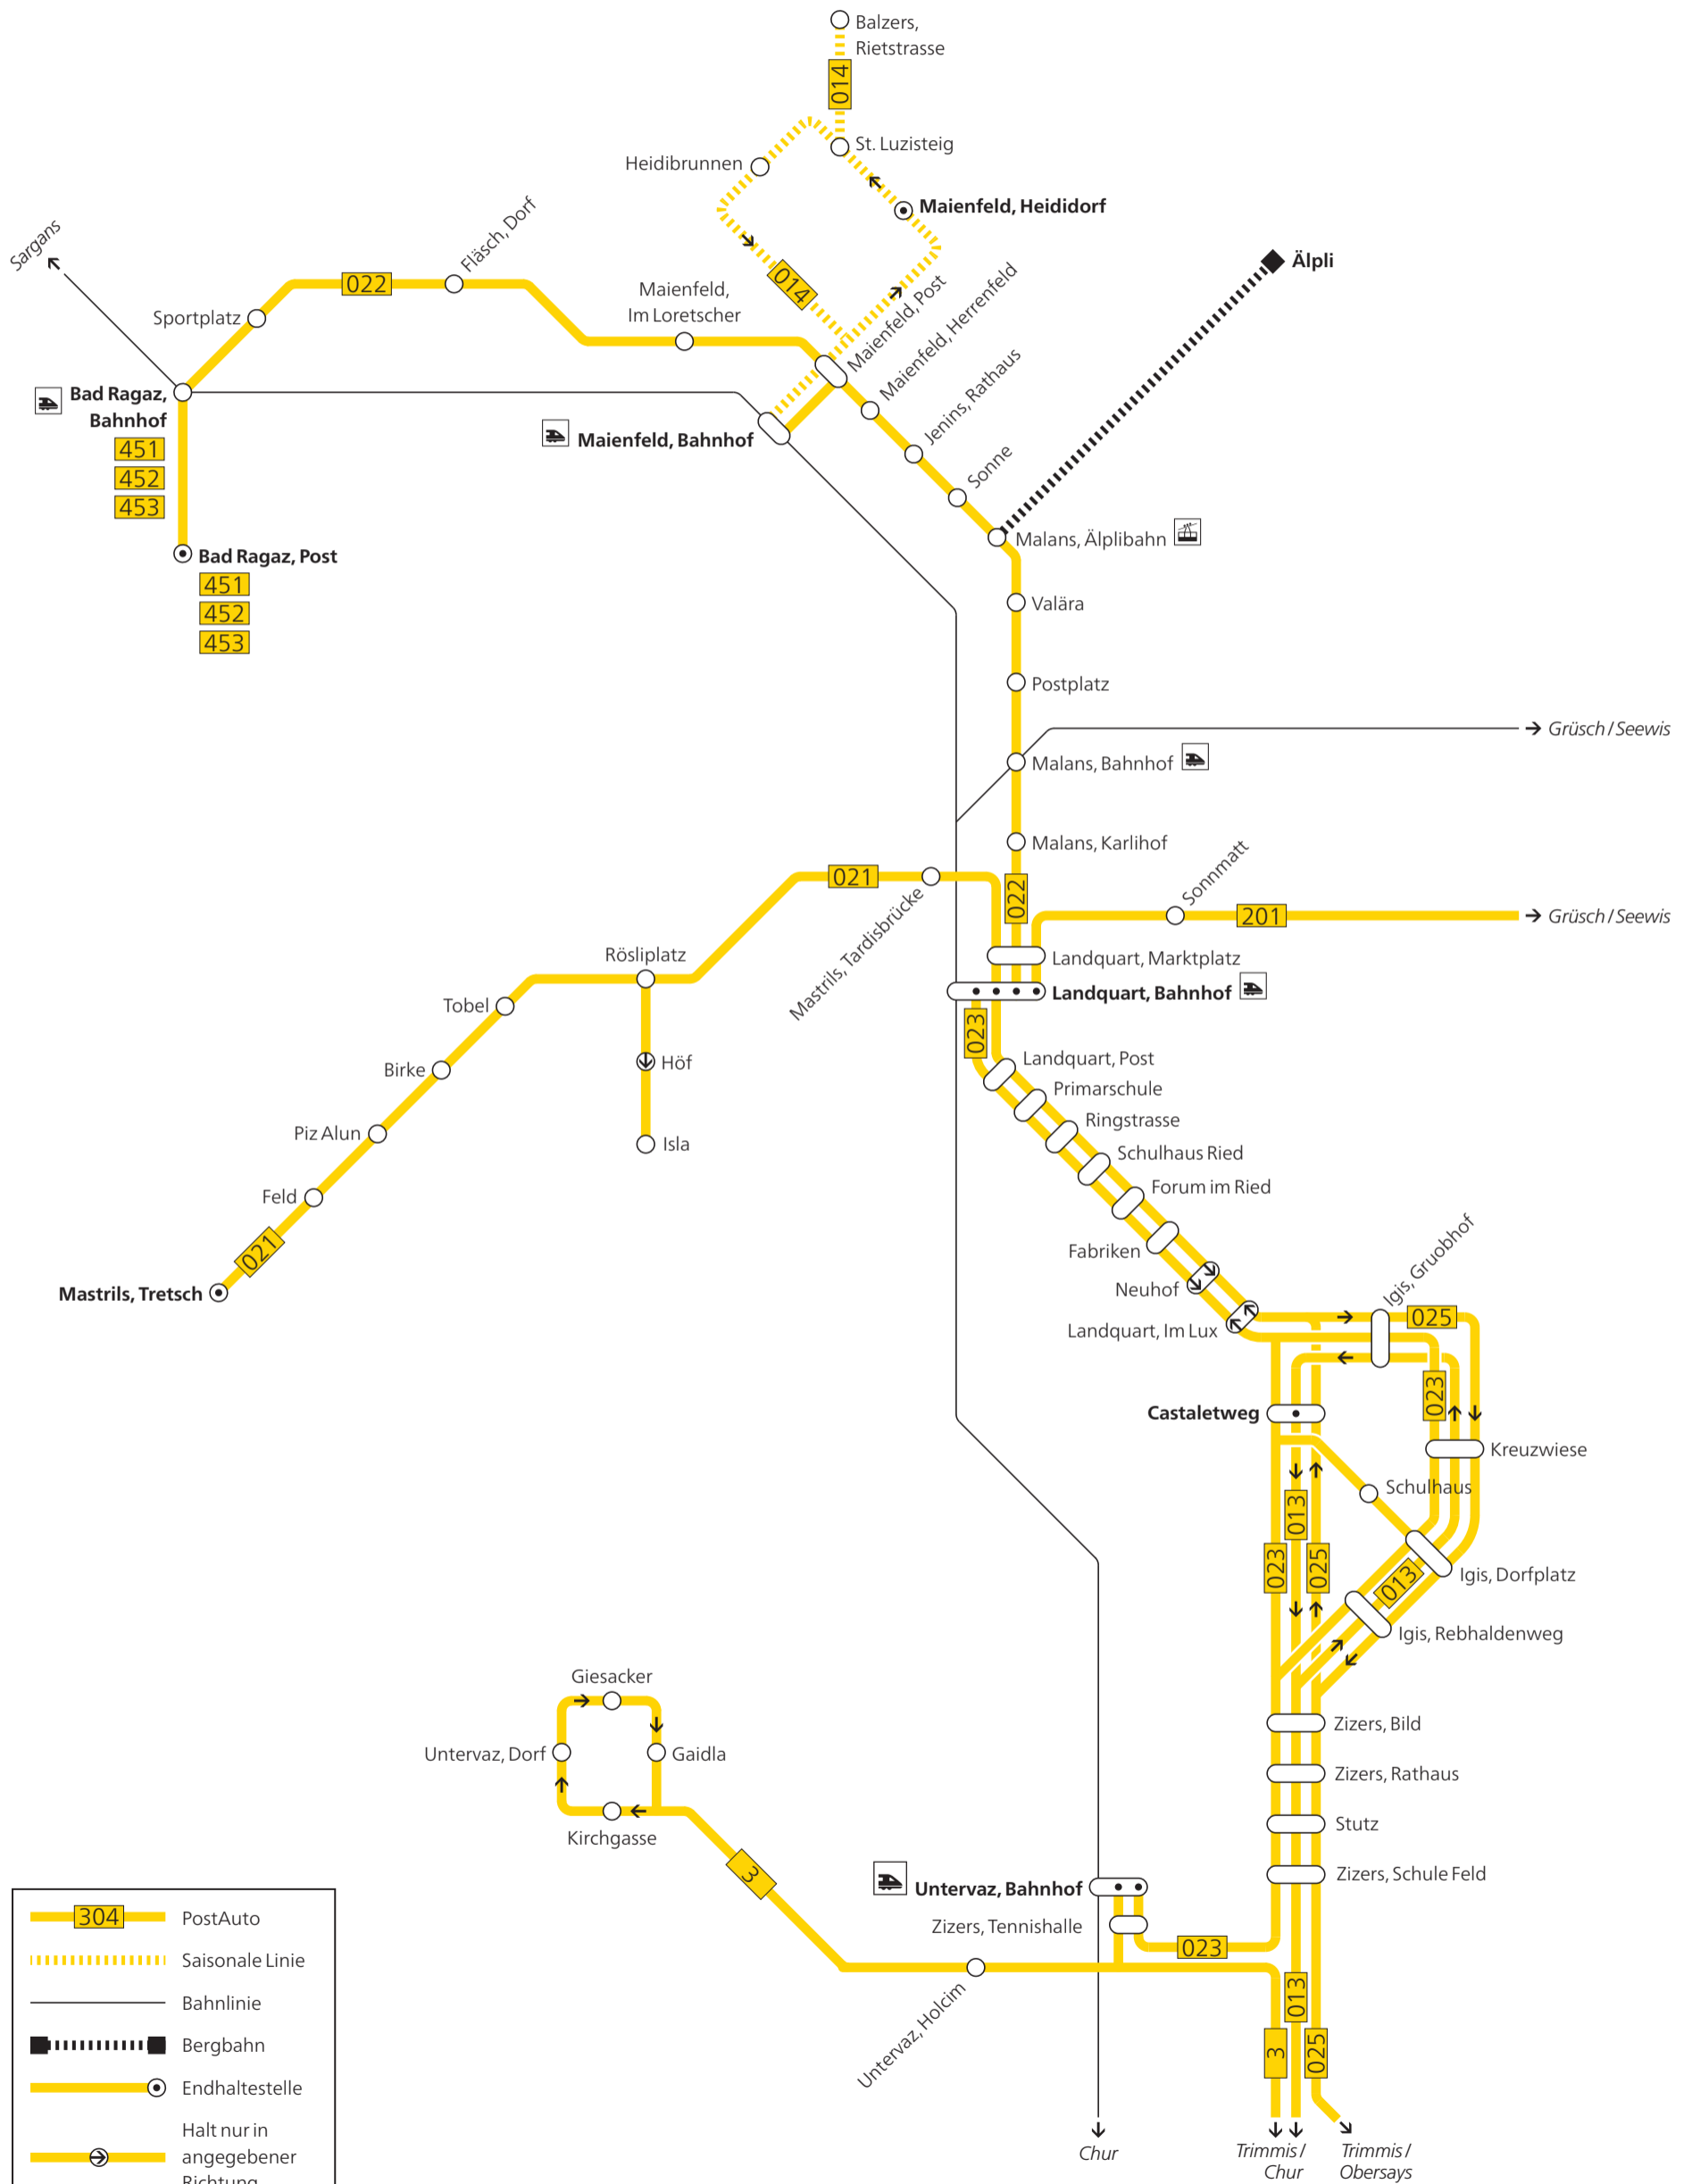 Balzers,
Rietstrasse
014
St. Luzisteig
Heidibrunnen
Maienfeld, Heididorf
Sargans
Fläsch, Dorf
Älpli
022
014
Maienfeld,
Im Loretscher
Sportplatz
Maienfeld, Post
Maienfeld, Herrenfeld
Jenins, Rathaus
Bad Ragaz,
Bahnhof
451
452
453
Maienfeld, Bahnhof
Sonne
Malans, Älplibahn
Bad Ragaz, Post
451
452
453
Valära
Postplatz
Grüsch / Seewis
Malans, Bahnhof
Malans, Karlihof
Sonnmatt
021
022
201
Grüsch / Seewis
Mastrils, Tardisbrücke
Rösliplatz
Landquart, Marktplatz
Landquart, Bahnhof
Tobel
023
Höf
Landquart, Post
Birke
Primarschule
Ringstrasse
Piz Alun
Isla
Schulhaus Ried
Forum im Ried
Feld
021
Fabriken
Igis, Gruobhof
Mastrils, Tretsch
Neuhof
Landquart, Im Lux
025
023
Castaletweg
Kreuzwiese
Schulhaus
013
023
025
013
Igis, Dorfplatz
Igis, Rebhaldenweg
Giesacker
Untervaz, Dorf
Gaidla
Zizers, Bild
Zizers, Rathaus
Kirchgasse
Stutz
3
Zizers, Schule Feld
Untervaz, Bahnhof
Zizers, Tennishalle
023
Untervaz, Holcim
013
3
025
Chur
Trimmis /
Chur
Trimmis /
Obersays
304
PostAuto
Saisonale Linie
Bahnlinie
Bergbahn
Endhaltestelle
Halt nur in
angegebener
Richtung